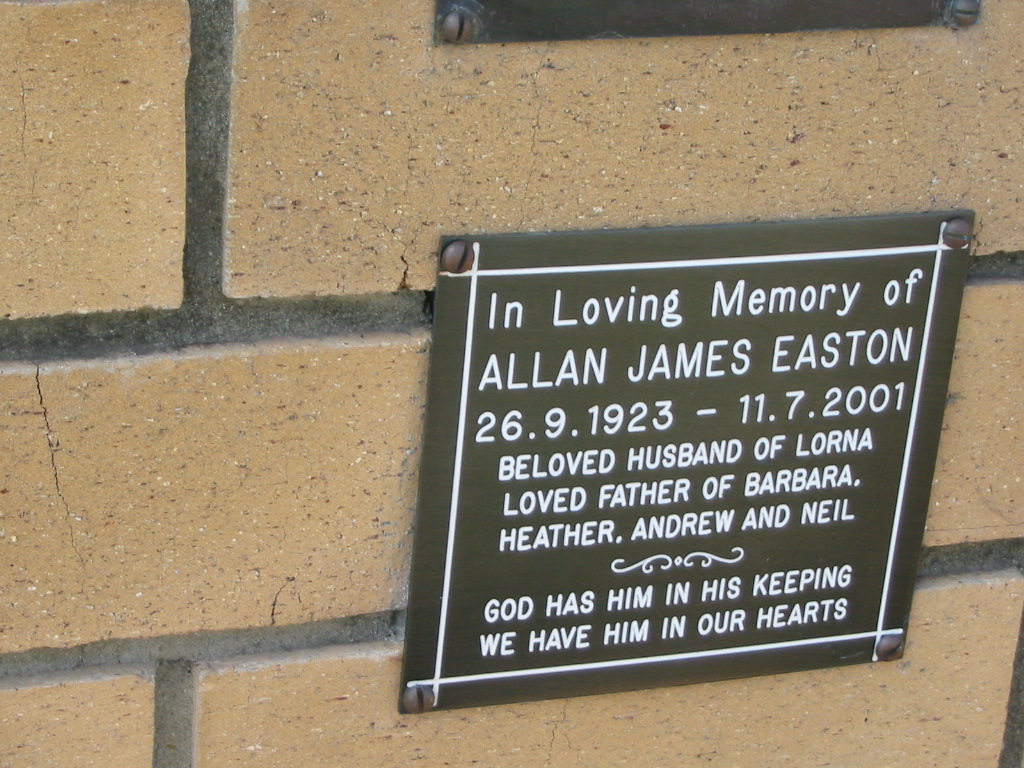 In Loving Memory of
ALLAN JAMES EASTON
26.9.1923 - 11.7.2001
BELOVED HUSBAND OF LORNA
LOVED FATHER OF BARBARA,
HEATHER, ANDREW AND NEIL
GOD HAS HIM IN HIS KEEPING
WE HAVE HIM IN OUR HEARTS